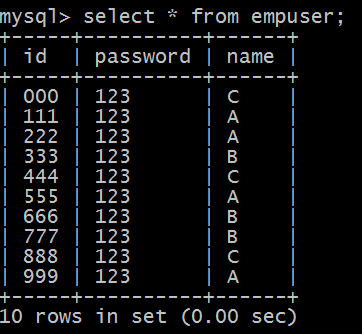 mysql> select * from empuser;
+-----+----------+------+
| id  | password | name |
+-----+----------+------+
| 000 | 123      | C    |
| 111 | 123      | A    |
| 222 | 123      | A    |
| 333 | 123      | B    |
| 444 | 123      | C    |
| 555 | 123      | A    |
| 666 | 123      | B    |
| 777 | 123      | B    |
| 888 | 123      | C    |
| 999 | 123      | A    |
+-----+----------+------+
10 rows in set (0.00 sec)